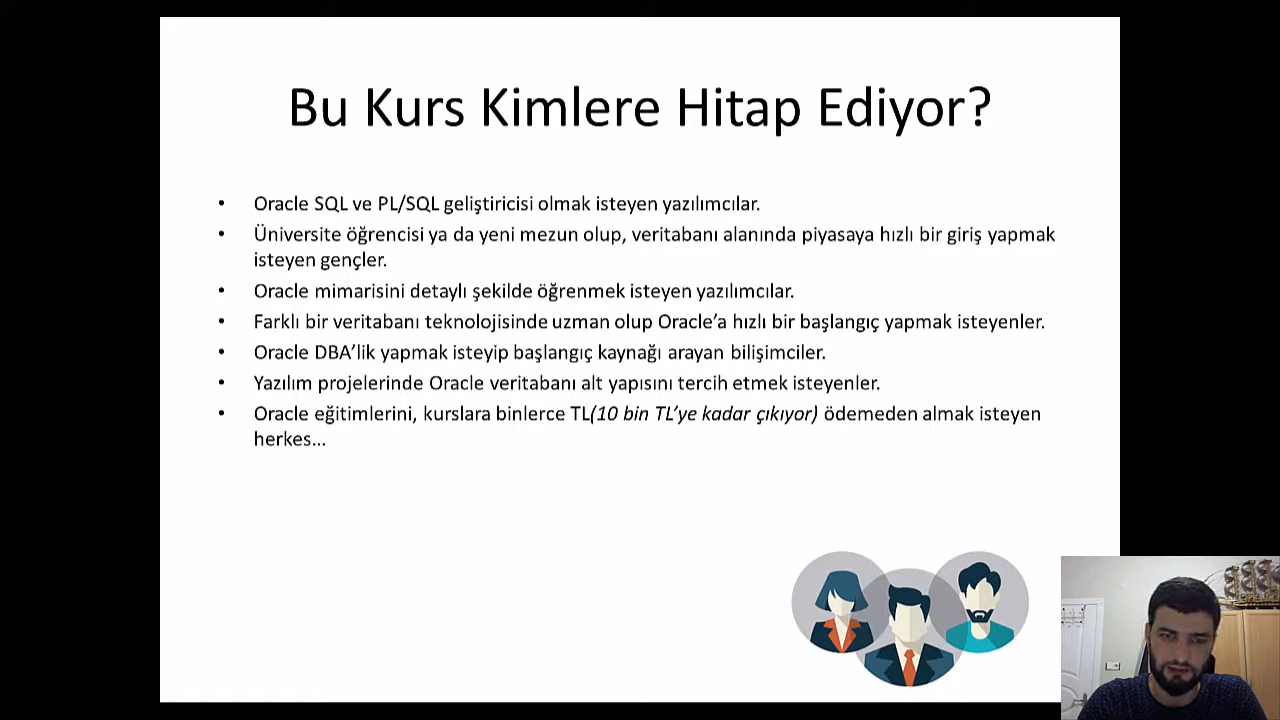 Bu Kurs Kimlere Hitap Ediyor?
• Oracle SQL ve PL/SQL geliştiricisi olmak isteyen yazılımcılar.
• Üniversite öğrencisi ya da yeni mezun olup, veritabanı alanında piyasaya hızlı bir giriş yapmak
isteyen gençler.
• Oracle mimarisini detaylı şekilde öğrenmek isteyen yazılımcılar.
• Farklı bir veritabanı teknolojisinde uzman olup Oracle’a hızlı bir başlangıç yapmak isteyenler.
• Oracle DBA’lik yapmak isteyip başlangıç kaynağı arayan bilişimciler.
• Yazılım projelerinde Oracle veritabanı alt yapısını tercih etmek isteyenler.
• Oracle eğitimlerini, kurslara binlerce TL(10 bin TL’ye kadar çıkıyor) ödemeden almak isteyen
herkes…